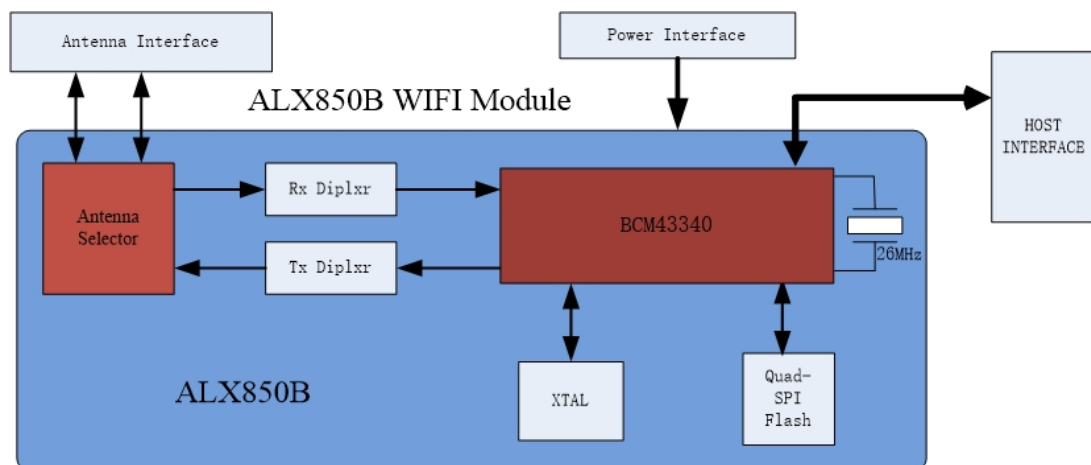 Antenna Interface
Power Interface
ALX850B WIFI Module
HOST
INTERFACE
Antenna
Selector
Rx Diplxr
BCM43340
Tx Diplxr
26MHz
ALX850B
XTAL
Quad-
SPI
Flash